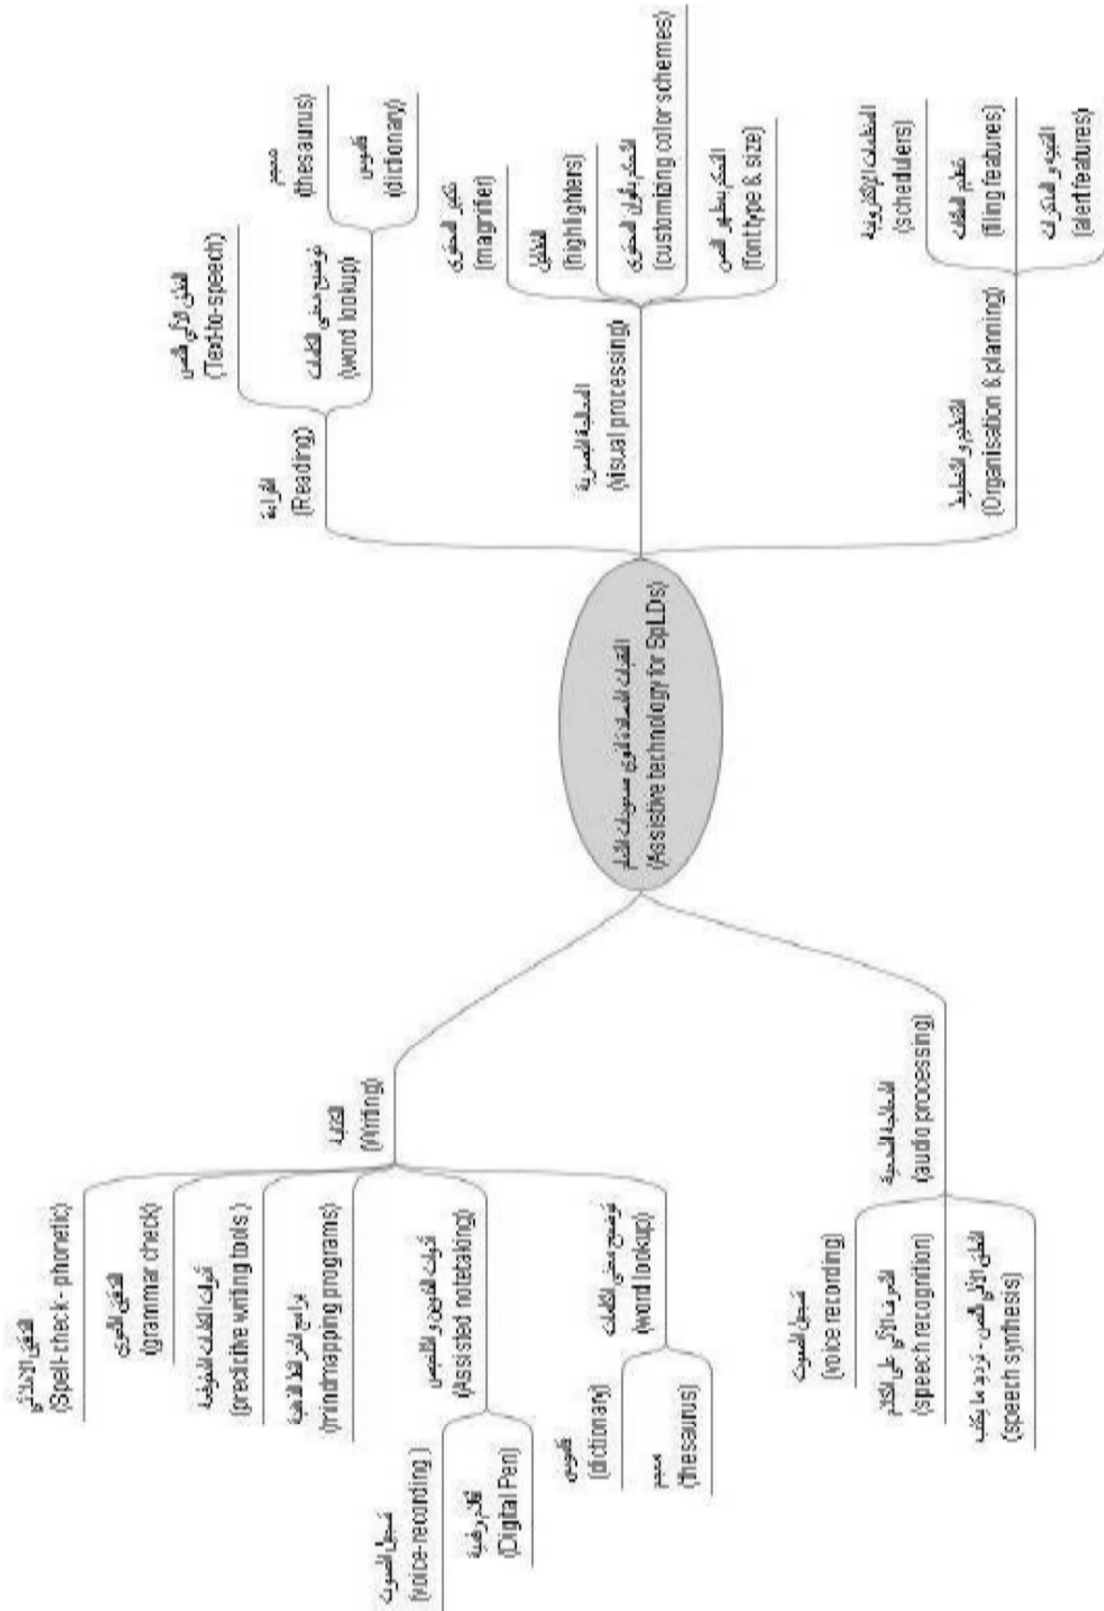 التقنيات المساندة لذوي صعوبات التعلم
(Assistive technology for SpLDs)
القراءة
(Reading)
النطق الآلي للنص
(Text-to-speech)
توضيح معنى الكلمات
(word lookup)
معجم
(thesaurus)
قاموس
(dictionary)
المعالجة البصرية
(visual processing)
تكبير المحتوى
(magnifier)
التظليل
(highlighters)
التحكم بألوان المحتوى
(customizing color schemes)
التحكم بمظهر النص
(font type & size)
التنظيم و التخطيط
(Organisation & planning)
المنظمات الإلكترونية
(schedulers)
تنظيم الملفات
(filing features)
التنبيه و المذكرات
(alert features)
الكتابة
(Writing)
التدقيق الإملائي
(Spell-check - phonetic)
التدقيق النحوي
(grammar check)
أدوات الكلمات المتوقعة
(predictive writing tools )
برامج الخرائط الذهنية
(mindmapping programs)
أدوات التدوين و التلخيص
(Assisted notetaking)
تسجيل الصوت
(voice-recording )
أقلام رقمية
(Digital Pen)
توضيح معنى الكلمات
(word lookup)
قاموس
(dictionary)
معجم
(thesaurus)
المعالجة السمعية
(audio processing)
تسجيل الصوت
(voice recording)
التعرف الآلي على الكلام
(speech recognition)
النطق الآلي للنص - ترديد ما يكتب
(speech synthesis)